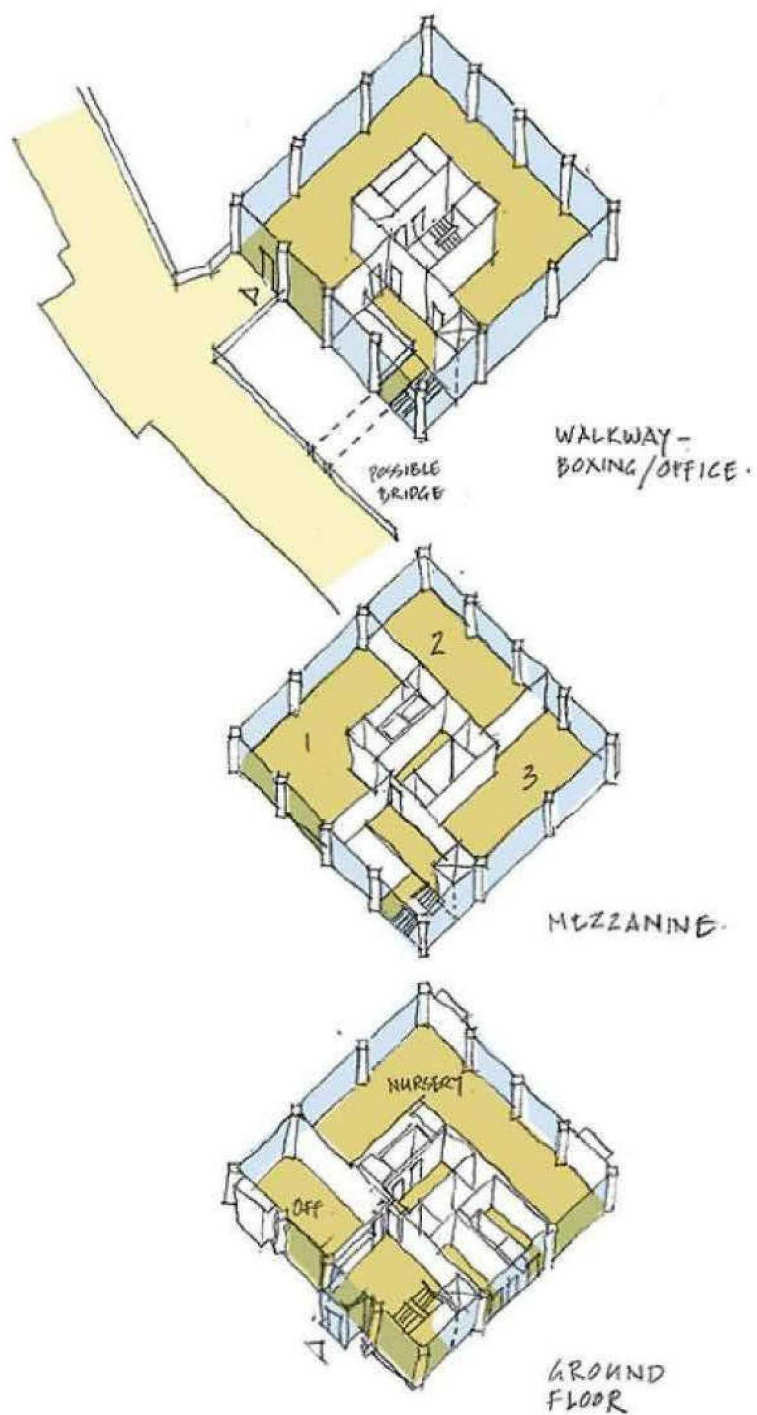 WALKWAY -
BOXING/OFFICE.
POSSIBLE
BRIDGE
2
1
3
MEZZANINE.
NURSERY
OFF
GROUND
FLOOR